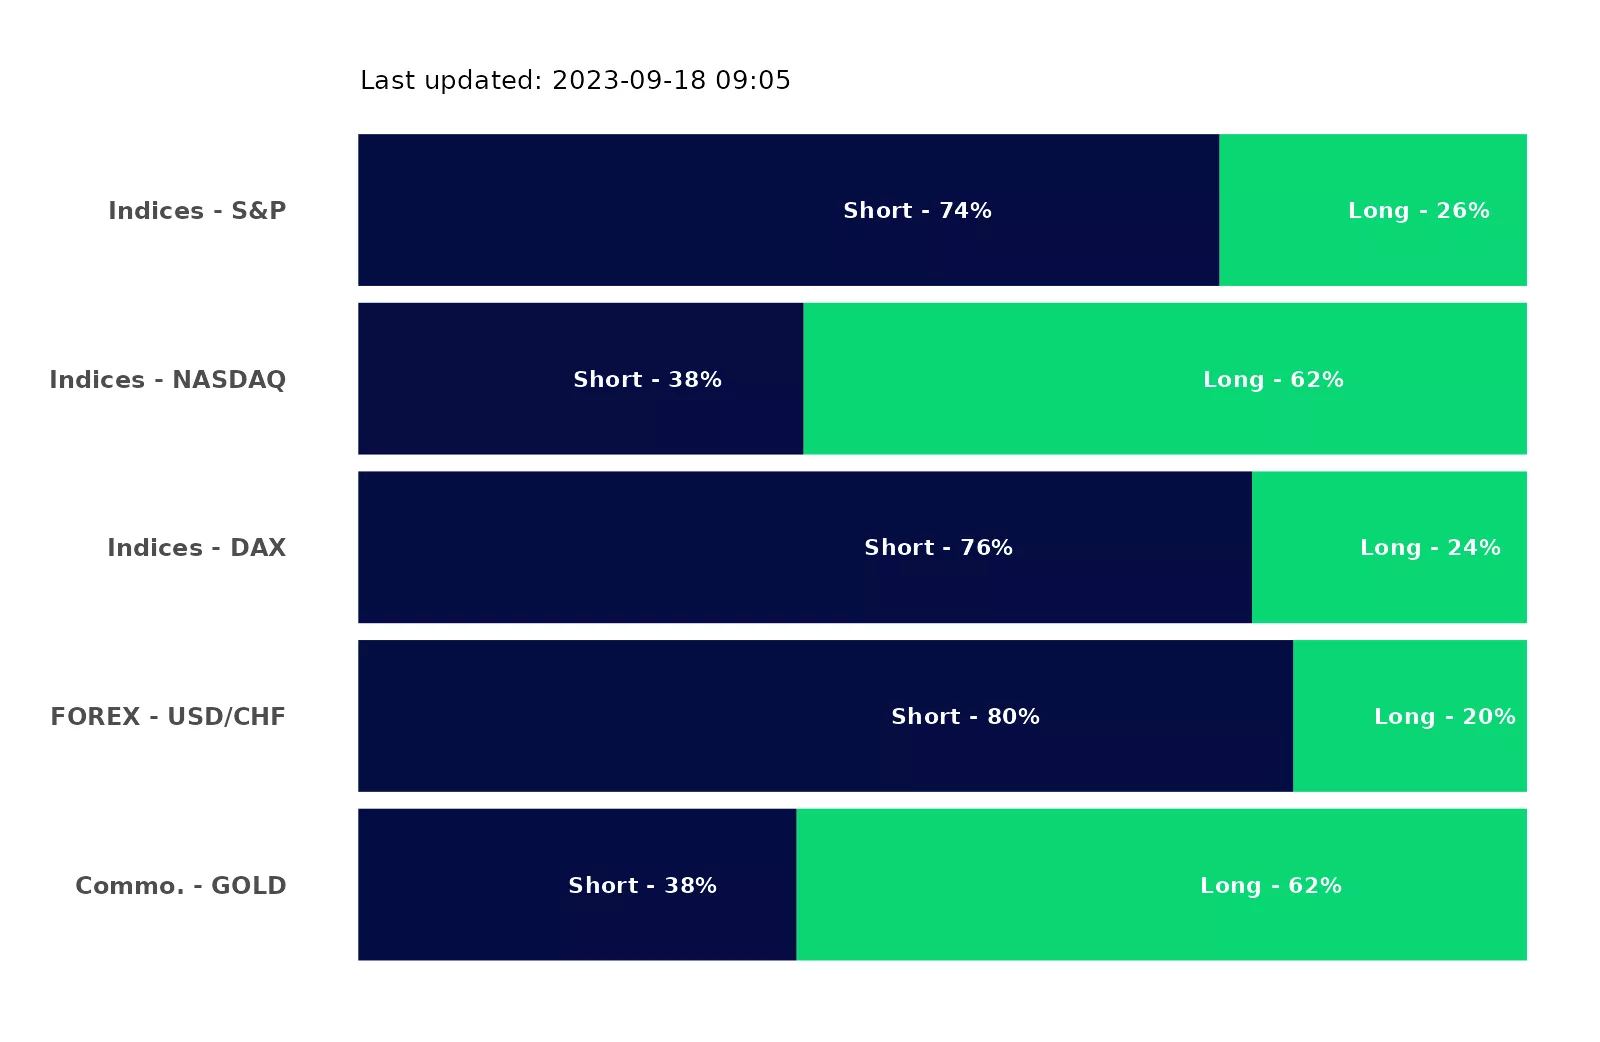 Last updated: 2023-09-18 09:05
Indices - S&P Short - 74% Long - 26%
Indices - NASDAQ Short - 38% Long - 62%
Indices - DAX Short - 76% Long - 24%
FOREX - USD/CHF Short - 80% Long - 20%
Commo. - GOLD Short - 38% Long - 62%